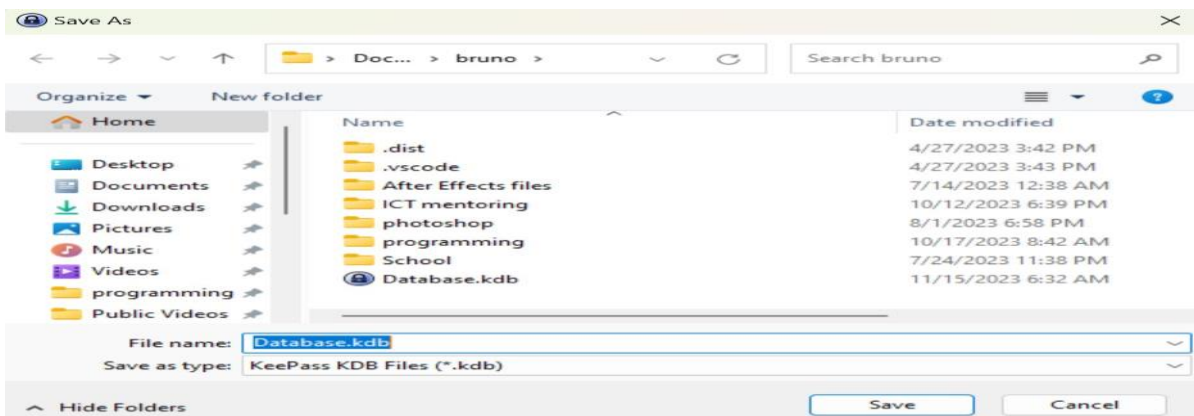 Save As
Doc... > bruno >
Search bruno
Organize
New folder
Home
Name
Date modified
.dist
4/27/2023 3:42 PM
Desktop
.vscode
4/27/2023 3:43 PM
Documents
After Effects files
7/14/2023 12:38 AM
Downloads
ICT mentoring
10/12/2023 6:39 PM
Pictures
photoshop
8/1/2023 6:58 PM
Music
programming
10/17/2023 8:42 AM
Videos
School
7/24/2023 11:38 PM
programming
Database.kdb
11/15/2023 6:32 AM
Public Videos
File name: Database.kdb
Save as type: KeePass KDB Files (*.kdb)
Hide Folders
Save
Cancel